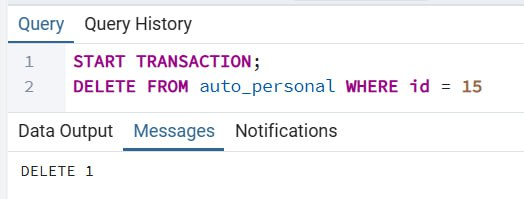 Query Query History
1 START TRANSACTION;
2 DELETE FROM auto_personal WHERE id = 15
Data Output Messages Notifications
DELETE 1